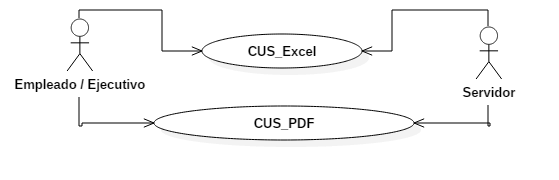 CUS_Excel
Empleado / Ejecutivo
Servidor
CUS_PDF